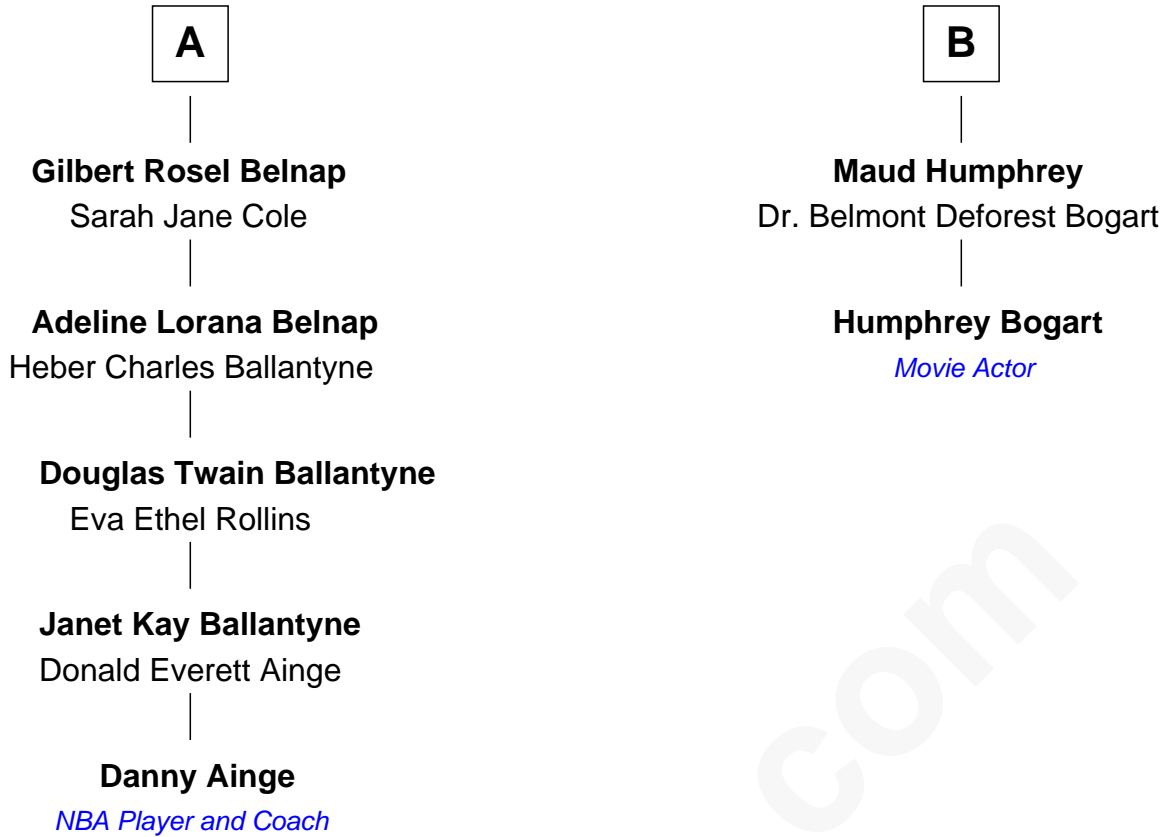 A
Gilbert Rosel Belnap
Sarah Jane Cole
Adeline Lorana Belnap
Heber Charles Ballantyne
Douglas Twain Ballantyne
Eva Ethel Rollins
Janet Kay Ballantyne
Donald Everett Ainge
Danny Ainge
NBA Player and Coach
B
Maud Humphrey
Dr. Belmont Deforest Bogart
Humphrey Bogart
Movie Actor
com